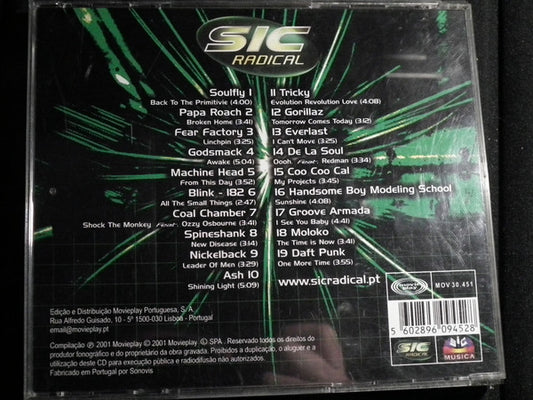 SIC
RADICAL
Soulfly 1
Back To The Primitivie (4:00)
Papa Roach 2
Broken Home (3:41)
Fear Factory 3
Linchpin (3:25)
Godsmack 4
Awake (5:04)
Machine Head 5
From This Day (3:52)
Blink - 182 6
All The Small Things (2:47)
Coal Chamber 7
Shock The Monkey Feat. Ozzy Osbourne (3:41)
Spineshank 8
New Disease (3:14)
Nickelback 9
Leader Of Men (3:29)
Ash 10
Shining Light (5:09)
11 Tricky
Evolution Revolution Love (4:08)
12 Gorillaz
Tomorrow Comes Today (3:12)
13 Everlast
I Can't Move (3:25)
14 De La Soul
Oooh Feat. Redman (3:34)
15 Coo Coo Cal
My Projects (3:45)
16 Handsome Boy Modeling School
Sunshine (4:08)
17 Groove Armada
I See You Baby (4:41)
18 Moloko
The Time is Now (3:41)
19 Daft Punk
One More Time (3:55)
www.sicradical.pt
Edição e Distribuição Movieplay Portuguesa, S.A.
Rua Alfredo Guisado, 10 - 5º 1500-030 Lisboa - Portugal
email@movieplay.pt
Compilação Ⓟ 2001 Movieplay © 2001 Movieplay. Ⓒ SPA . Reservado todos os direitos do
produtor fonográfico e do proprietário da obra gravada. Proibidos a duplicação, o aluguer e a
utilização deste CD para execução pública e radiodifusão não autorizados.
Fabricado em Portugal por Sonovis
movie play
MOV 30.451
5 602896 094528
SIC
RADICAL
SIC
MÚSICA